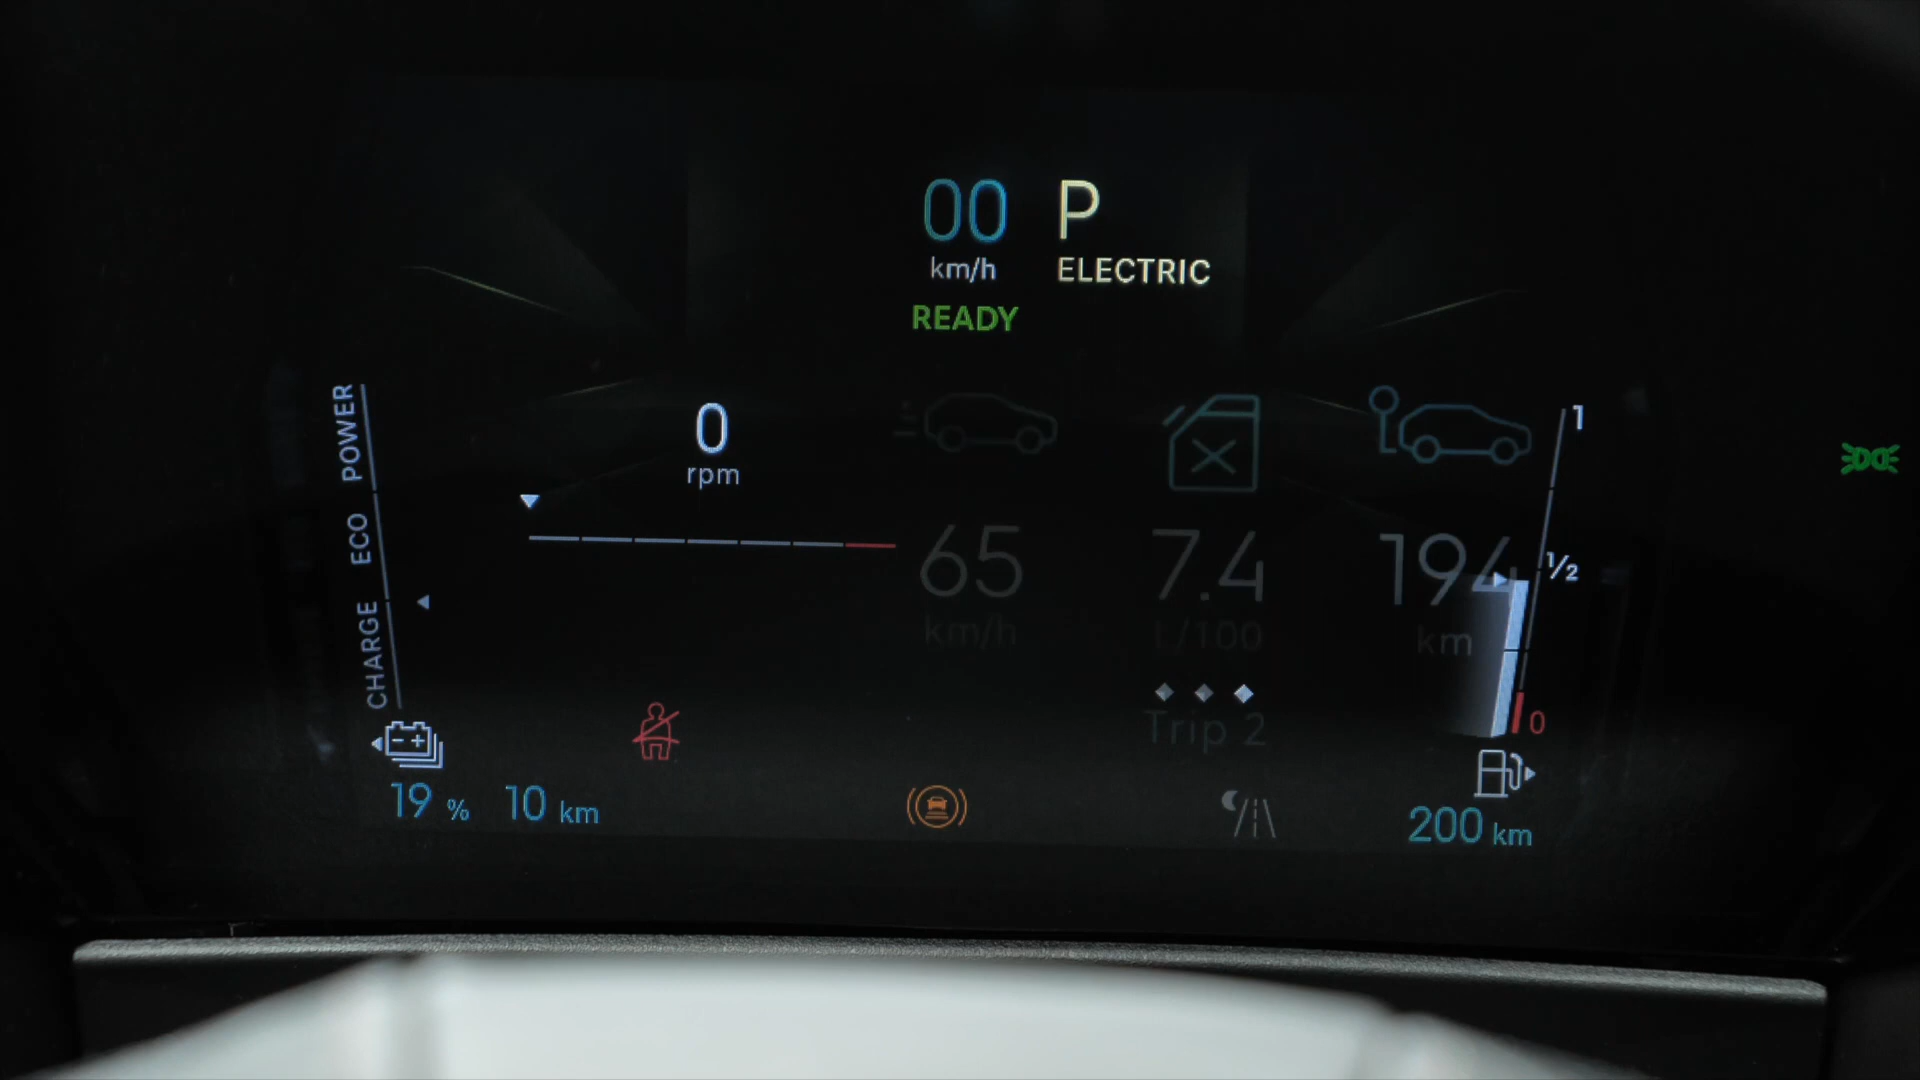 00 P
km/h ELECTRIC
READY
POWER
ECO
CHARGE
0
rpm
65 7.4 194
km/h L/100 km
Trip 2
1
1/2
0
19 % 10 km
200 km